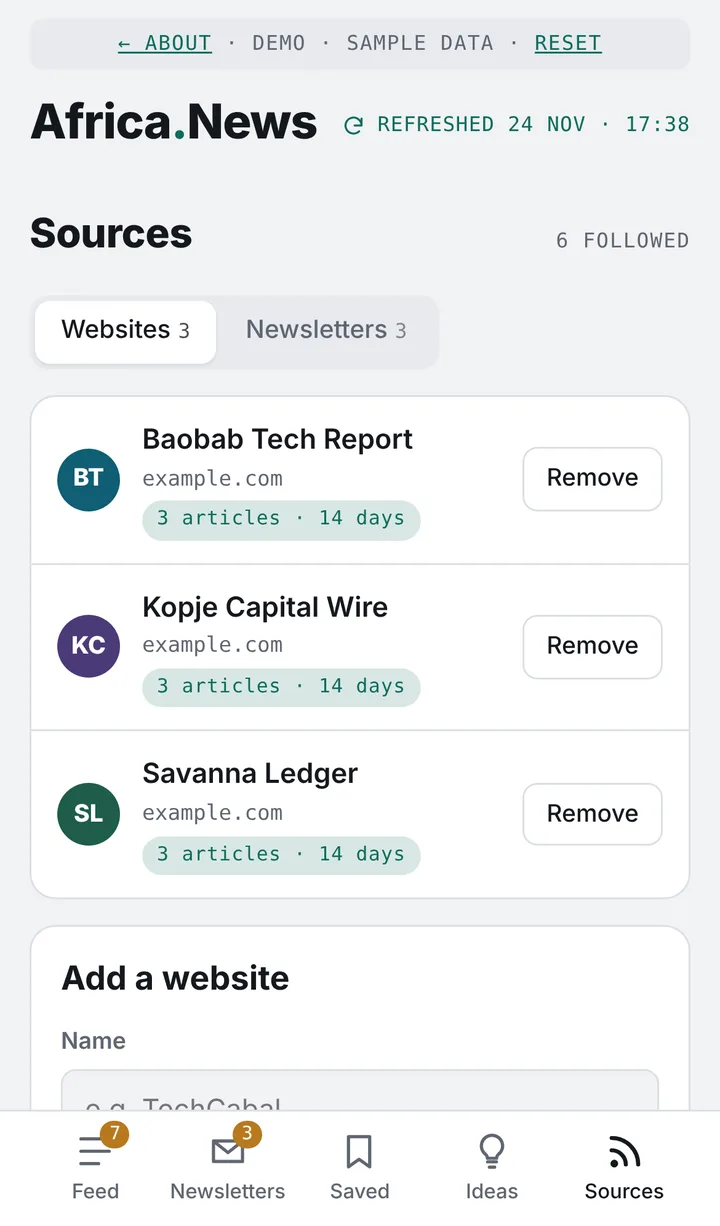 ← ABOUT · DEMO · SAMPLE DATA · RESET
Africa.News
REFRESHED 24 NOV · 17:38
Sources
6 FOLLOWED
Websites 3
Newsletters 3
BT
Baobab Tech Report
example.com
3 articles · 14 days
Remove
KC
Kopje Capital Wire
example.com
3 articles · 14 days
Remove
SL
Savanna Ledger
example.com
3 articles · 14 days
Remove
Add a website
Name
e.g. TechCabal
7
3
Feed
Newsletters
Saved
Ideas
Sources